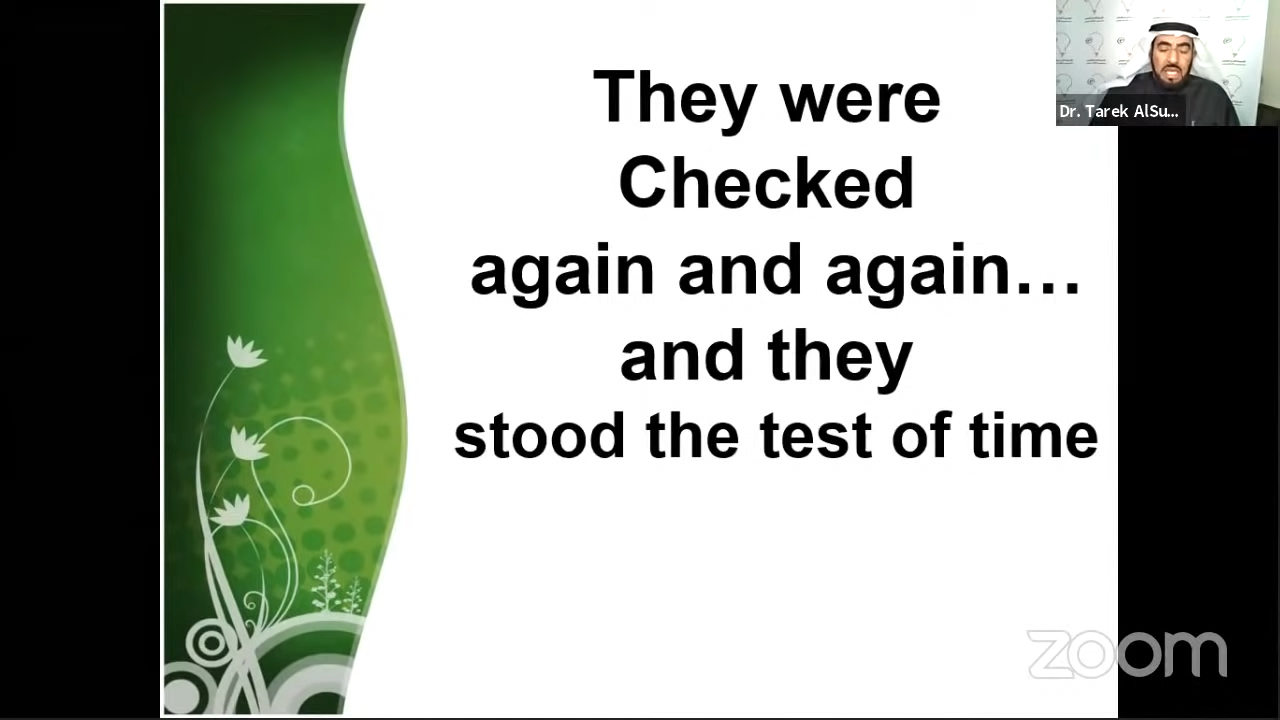 They were
Checked
again and again…
and they
stood the test of time
Dr. Tarek AlSu...
zoom